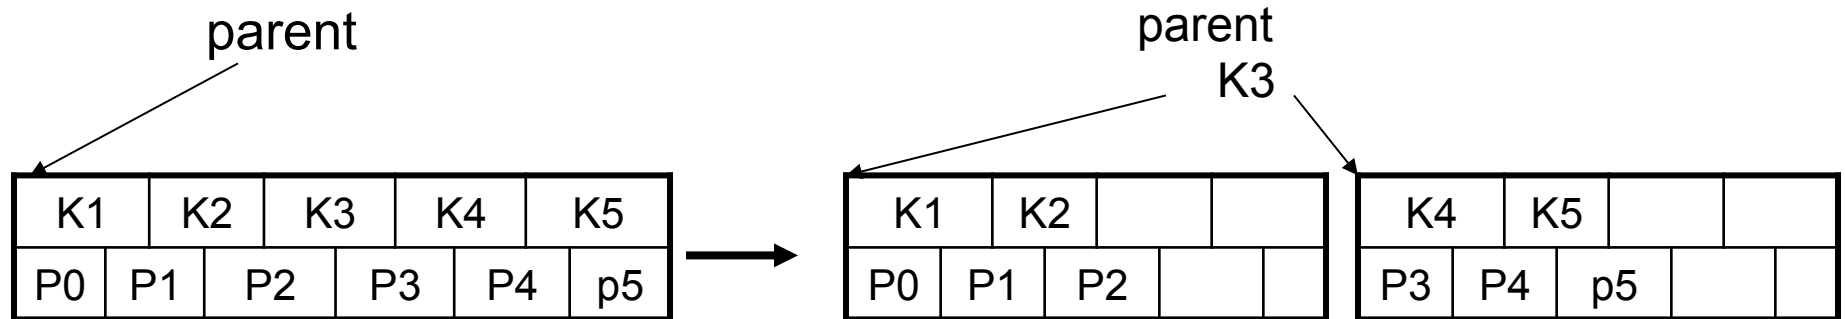 parent
parent
K3
K1 K2 K3 K4 K5
P0 P1 P2 P3 P4 p5
K1 K2
P0 P1 P2
K4 K5
P3 P4 p5